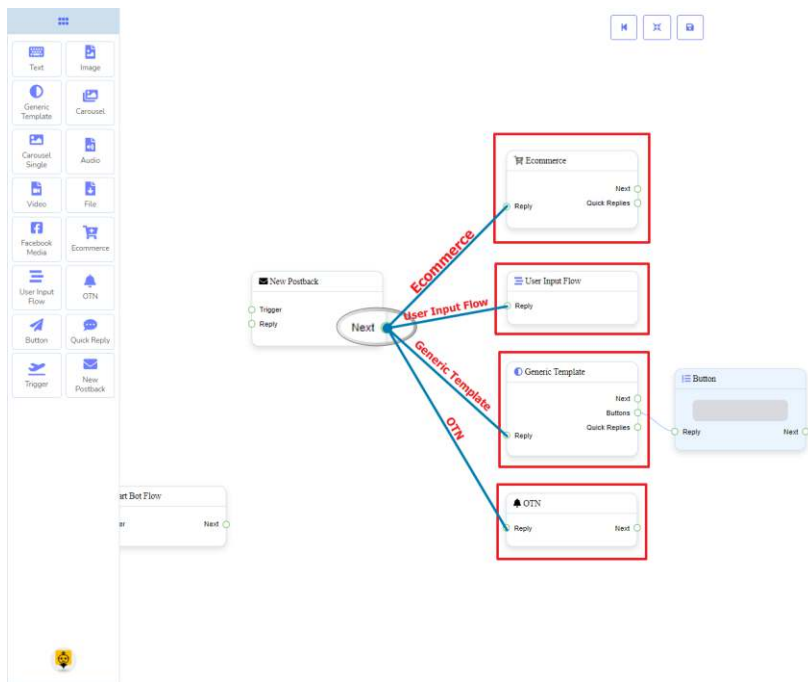 Text
Image
Generic
Template
Carousel
Carousel
Single
Audio
Video
File
Facebook
Media
Ecommerce
User Input
Flow
OTN
Button
Quick Reply
Trigger
New
Postback
New Postback
Trigger
Reply
Next
Ecommerce
User Input Flow
Generic Template
OTN
Ecommerce
Next
Quick Replies
Reply
User Input Flow
Reply
Generic Template
Next
Buttons
Quick Replies
Reply
Button
Reply
Next
OTN
Reply
Next
art Bot Flow
er
Next